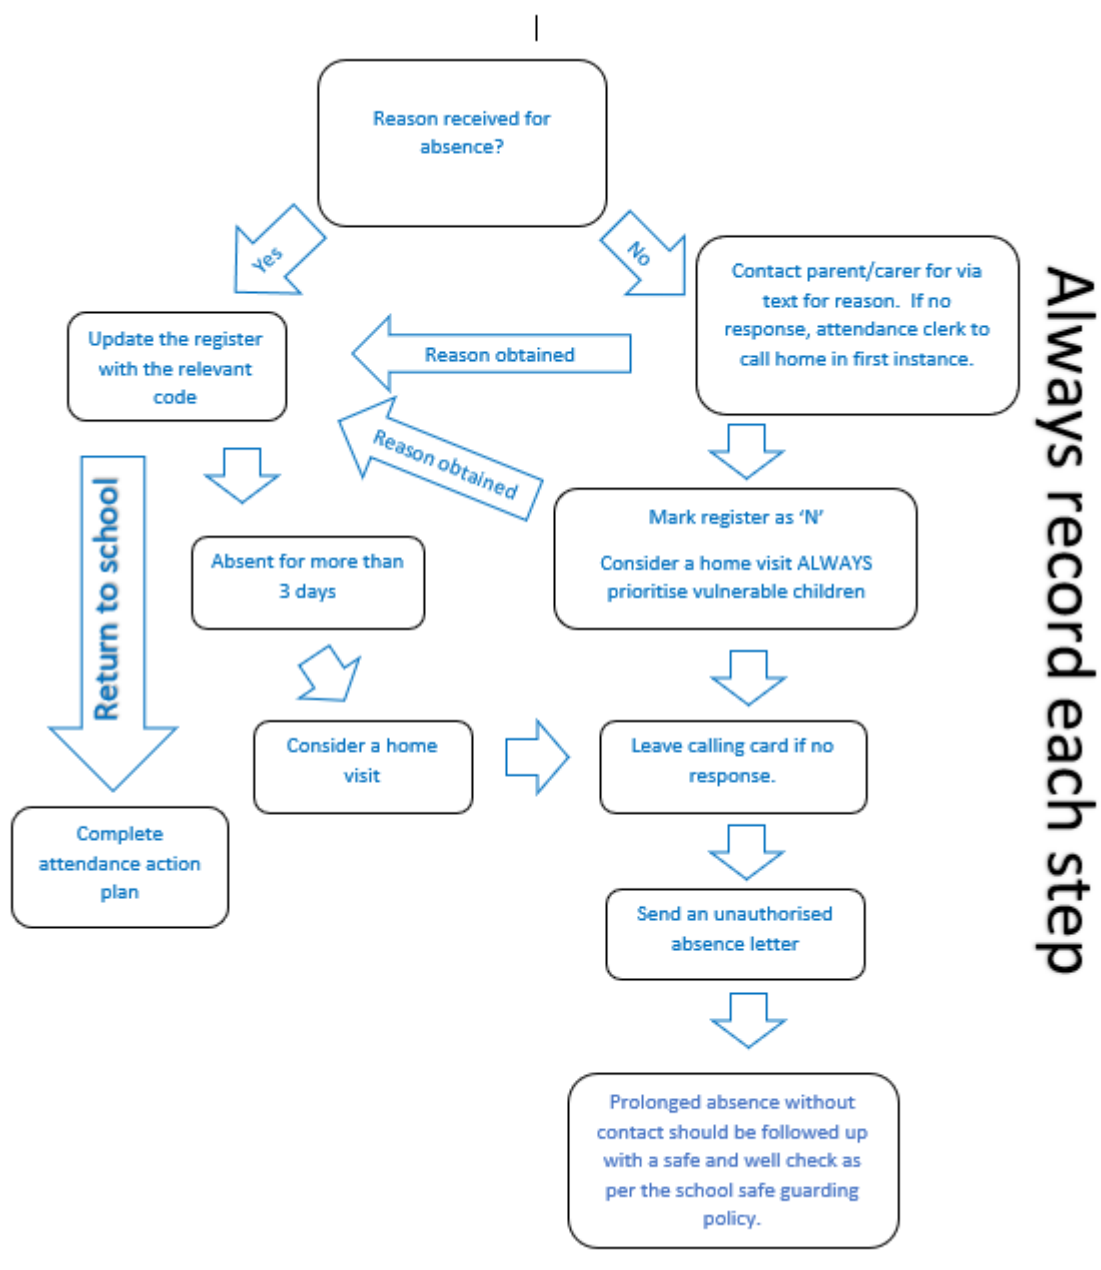 Reason received for
absence?
Yes
No
Contact parent/carer for via
text for reason.  If no
response, attendance clerk to
call home in first instance.
Update the register
with the relevant
code
Reason obtained
Reason obtained
Mark register as ‘N’
Consider a home visit ALWAYS
prioritise vulnerable children
Absent for more than
3 days
Return to school
Consider a home
visit
Leave calling card if no
response.
Complete
attendance action
plan
Send an unauthorised
absence letter
Prolonged absence without
contact should be followed up
with a safe and well check as
per the school safe guarding
policy.
Always record each step